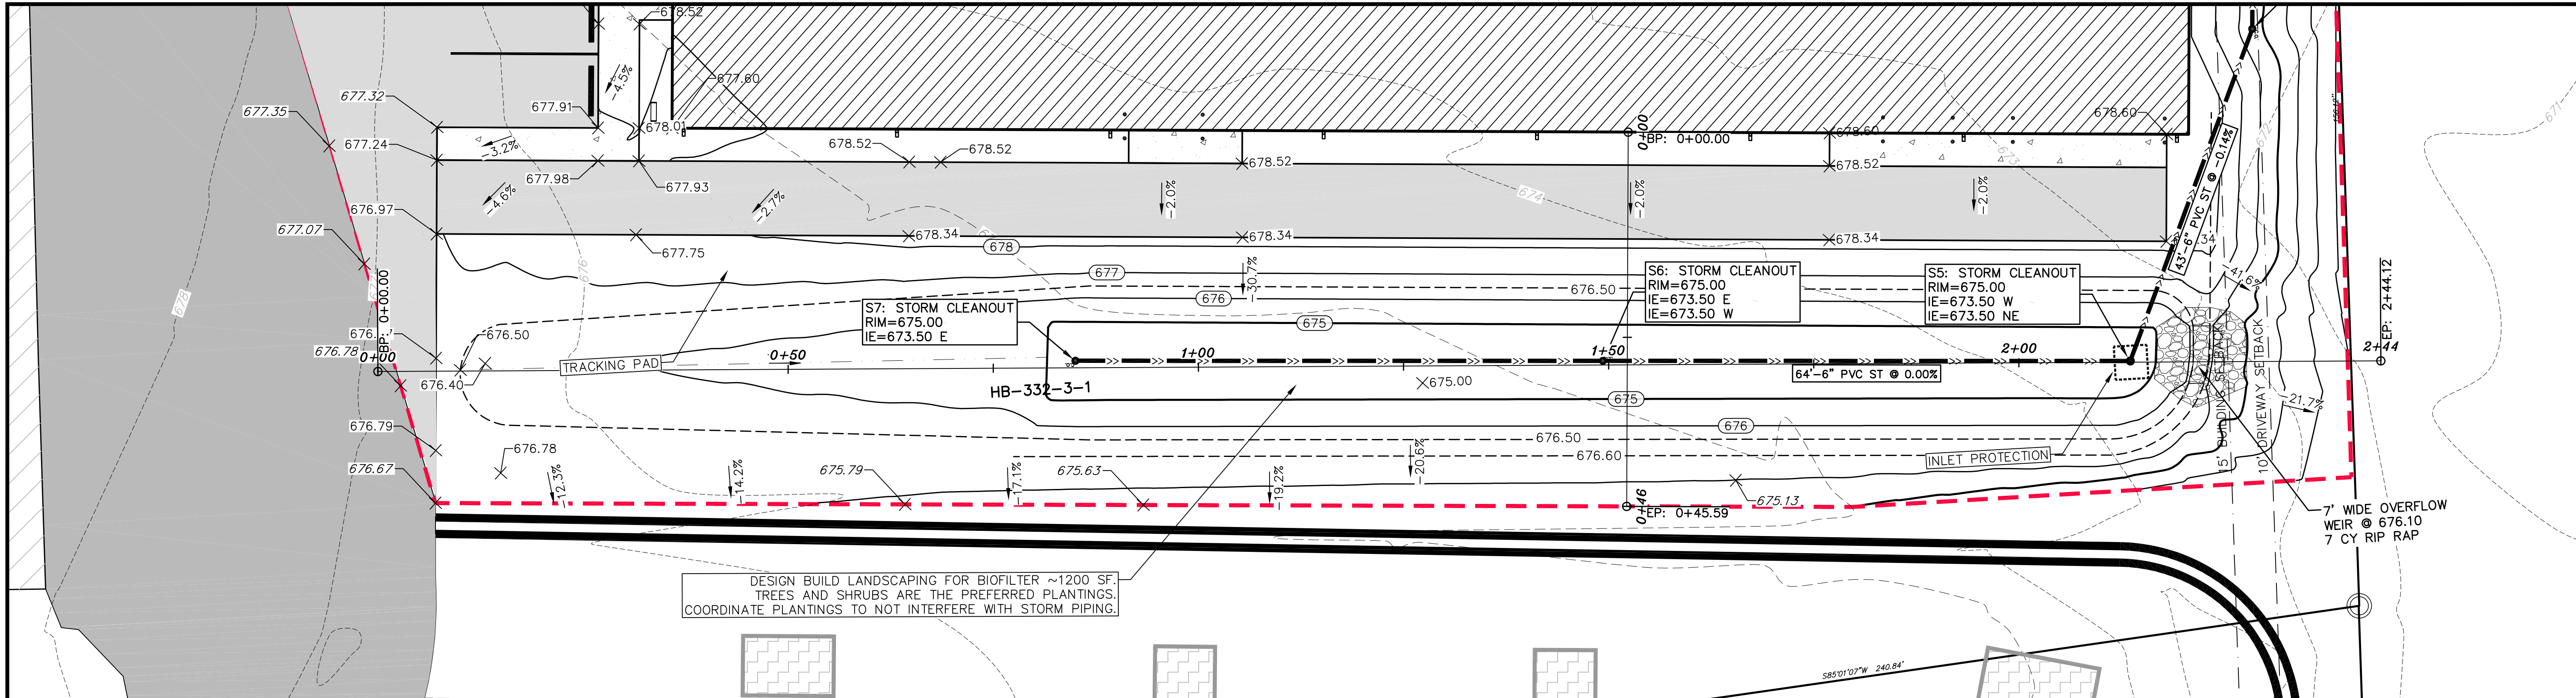 678.52
-4.5%
677.60
677.35
677.32
677.91
678.01
678.60
678.60
0+00
BP: 0+00.00
43'-6" PVC ST @ -0.14%
672
671
673
677.24
-3.2%
678.52
678.52
678.52
678.52
677.98
677.93
-4.6%
-2.7%
-2.0%
-2.0%
-2.0%
674
676.97
677.07
677.75
678.34
678.34
678.34
678
678
677
676
676
-30.7%
676.50
-41.6%
BP: 0+00.00
0+00
S7: STORM CLEANOUT
RIM=675.00
IE=673.50 E
S6: STORM CLEANOUT
RIM=675.00
IE=673.50 E
IE=673.50 W
S5: STORM CLEANOUT
RIM=675.00
IE=673.50 W
IE=673.50 NE
675
676.50
676.78
TRACKING PAD
0+50
1+00
1+50
2+00
2+44
EP: 2+44.12
676.40
HB-332-3-1
675.00
64'-6" PVC ST @ 0.00%
675
-21.7%
15' BUILDING SETBACK
10' DRIVEWAY SETBACK
676.79
676
676.50
676.60
676.67
676.78
-12.3%
-14.2%
675.79
-17.1%
675.63
-19.2%
-20.6%
INLET PROTECTION
675.13
0+46
EP: 0+45.59
7' WIDE OVERFLOW
WEIR @ 676.10
7 CY RIP RAP
DESIGN BUILD LANDSCAPING FOR BIOFILTER ~1200 SF.
TREES AND SHRUBS ARE THE PREFERRED PLANTINGS.
COORDINATE PLANTINGS TO NOT INTERFERE WITH STORM PIPING.
S85°01'07"W 240.84'